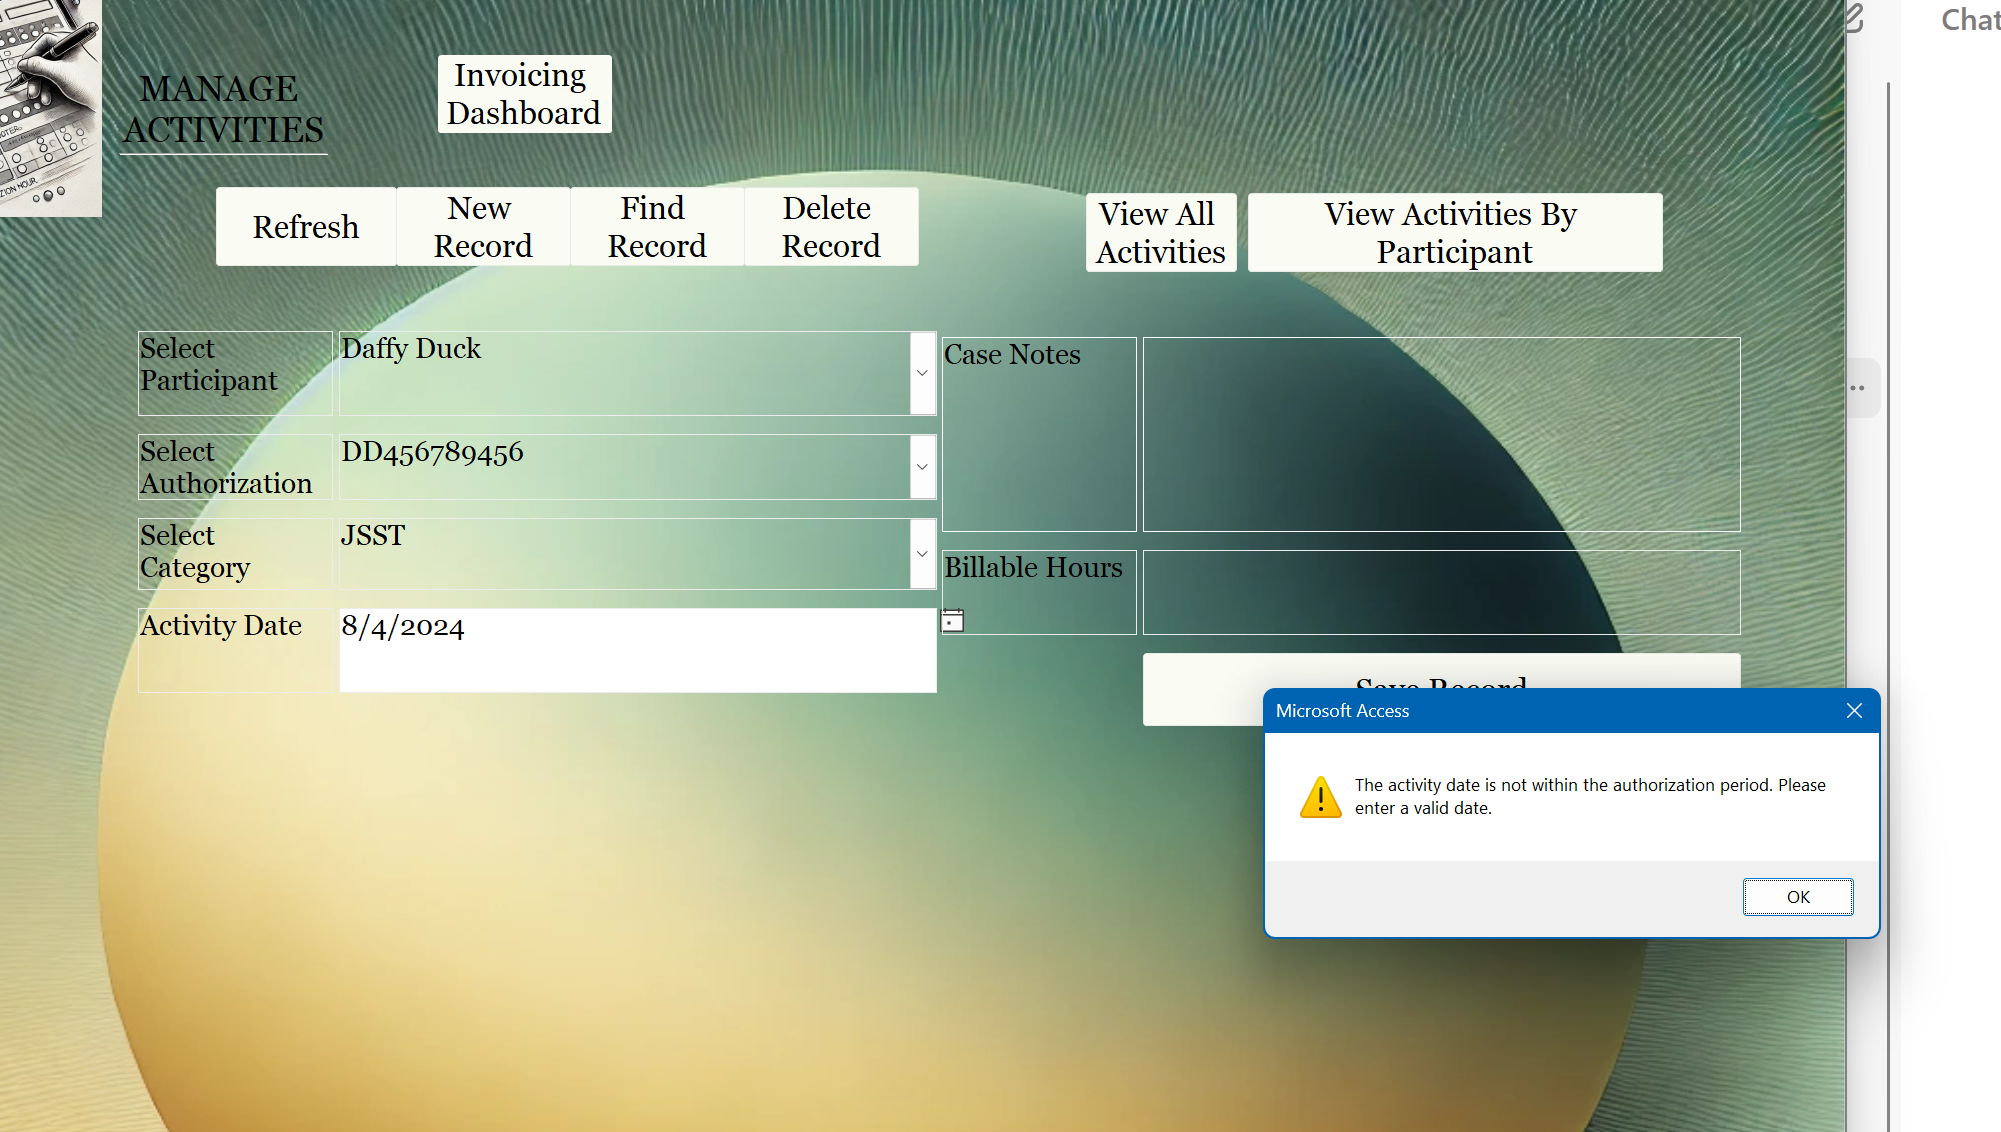 Chat
MANAGE
ACTIVITIES
Invoicing
Dashboard
Refresh
New
Record
Find
Record
Delete
Record
View All
Activities
View Activities By
Participant
Select
Participant
Daffy Duck
Select
Authorization
DD456789456
Select
Category
JSST
Activity Date
8/4/2024
Case Notes
Billable Hours
Save Record
Microsoft Access
The activity date is not within the authorization period. Please
enter a valid date.
OK